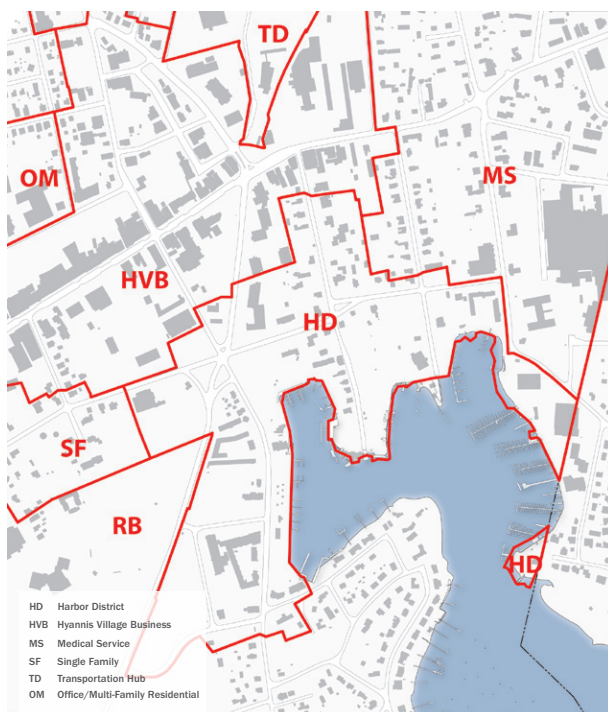 TD
OM
MS
HVB
HD
SF
RB
HD
HD Harbor District
HVB Hyannis Village Business
MS Medical Service
SF Single Family
TD Transportation Hub
OM Office/Multi-Family Residential